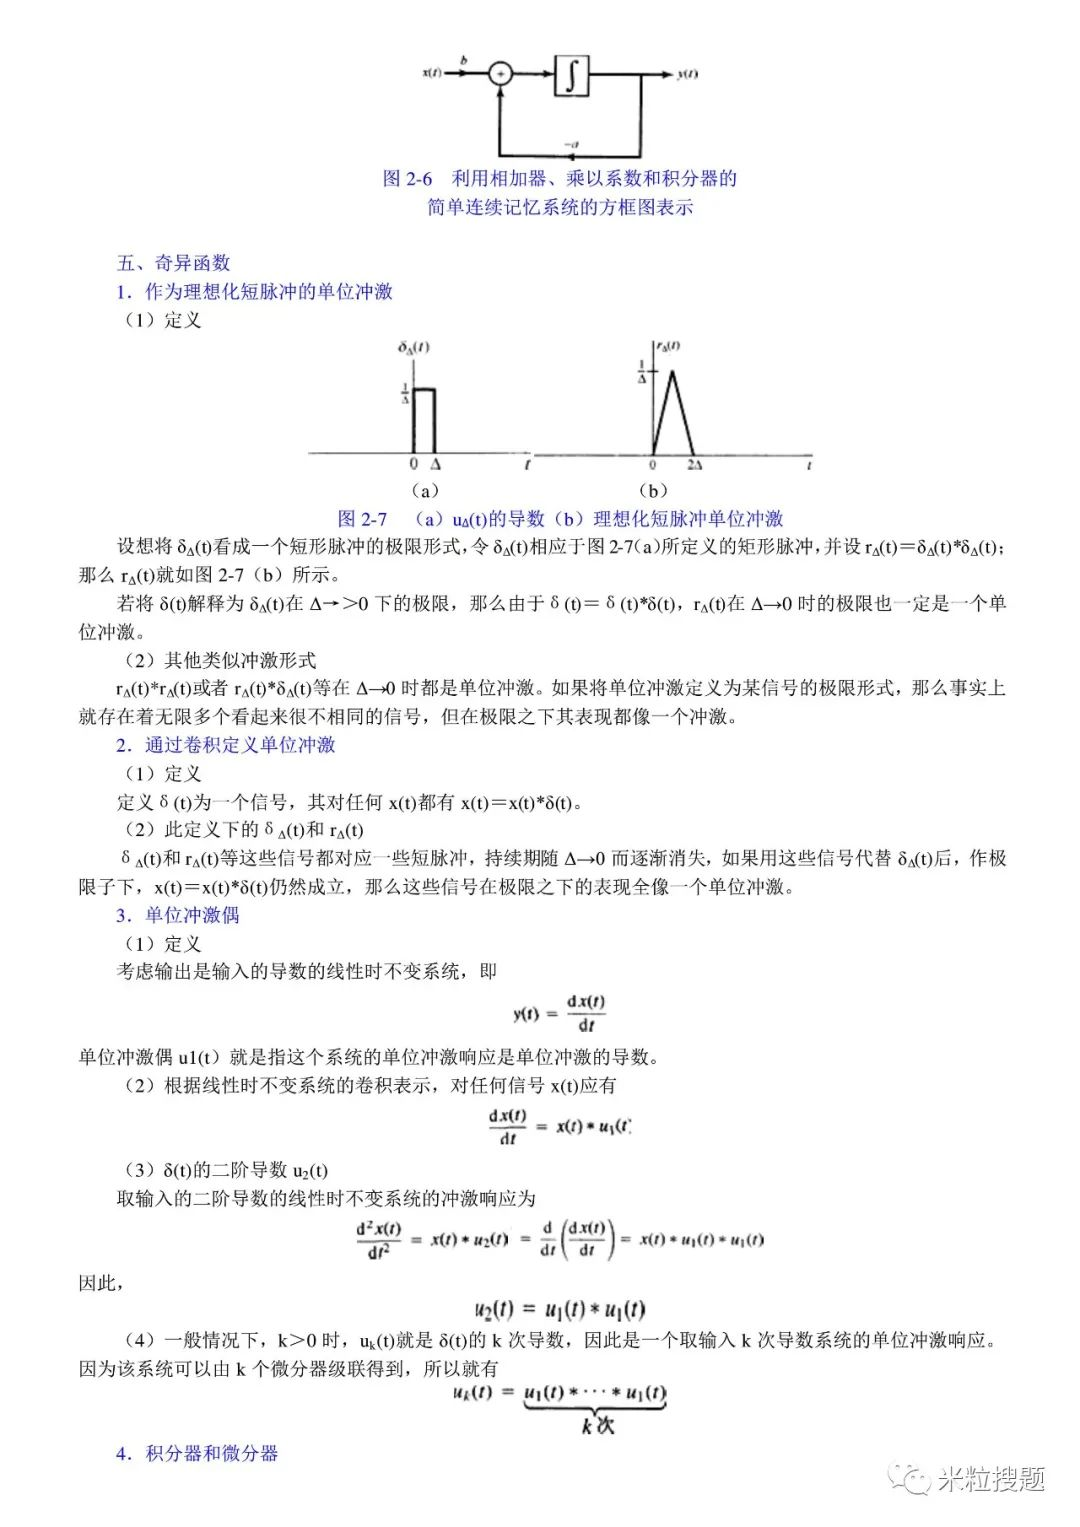 x(t) b + ∫ y(t)
-a
图 2-6 利用相加器、乘以系数和积分器的
简单连续记忆系统的方框图表示
五、奇异函数
1．作为理想化短脉冲的单位冲激
（1）定义
δΔ(t) rΔ(t)
1/Δ 1/Δ
0 Δ t 0 2Δ t
（a） （b）
图 2-7 （a）uΔ(t)的导数（b）理想化短脉冲单位冲激
设想将 δΔ(t)看成一个短形脉冲的极限形式，令 δΔ(t)相应于图 2-7（a）所定义的矩形脉冲，并设 rΔ(t)＝δΔ(t)*δΔ(t)；
那么 rΔ(t)就如图 2-7（b）所示。
若将 δ(t)解释为 δΔ(t)在 Δ→＞0 下的极限，那么由于 δ (t)＝ δ (t)*δ(t)，rΔ(t)在 Δ→0 时的极限也一定是一个单
位冲激。
（2）其他类似冲激形式
rΔ(t)*rΔ(t)或者 rΔ(t)*δΔ(t)等在 Δ→0 时都是单位冲激。如果将单位冲激定义为某信号的极限形式，那么事实上
就存在着无限多个看起来很不相同的信号，但在极限之下其表现都像一个冲激。
2．通过卷积定义单位冲激
（1）定义
定义 δ (t)为一个信号，其对任何 x(t)都有 x(t)＝x(t)*δ(t)。
（2）此定义下的 δ Δ(t)和 rΔ(t)
δ Δ(t)和 rΔ(t)等这些信号都对应一些短脉冲，持续期随 Δ→0 而逐渐消失，如果用这些信号代替 δΔ(t)后，作极
限子下，x(t)＝x(t)*δ(t)仍然成立，那么这些信号在极限之下的表现全像一个单位冲激。
3．单位冲激偶
（1）定义
考虑输出是输入的导数的线性时不变系统，即
y(t) = dx(t)/dt
单位冲激偶 u1(t）就是指这个系统的单位冲激响应是单位冲激的导数。
（2）根据线性时不变系统的卷积表示，对任何信号 x(t)应有
dx(t)/dt = x(t) * u₁(t)
（3）δ(t)的二阶导数 u₂(t)
取输入的二阶导数的线性时不变系统的冲激响应为
d²x(t)/dt² = x(t) * u₂(t) = d/dt (dx(t)/dt) = x(t) * u₁(t) * u₁(t)
因此，
u₂(t) = u₁(t) * u₁(t)
（4）一般情况下，k＞0 时，uₖ(t)就是 δ(t)的 k 次导数，因此是一个取输入 k 次导数系统的单位冲激响应。
因为该系统可以由 k 个微分器级联得到，所以就有
uₖ(t) = u₁(t) * ··· * u₁(t)
k 次
4．积分器和微分器
米粒搜题